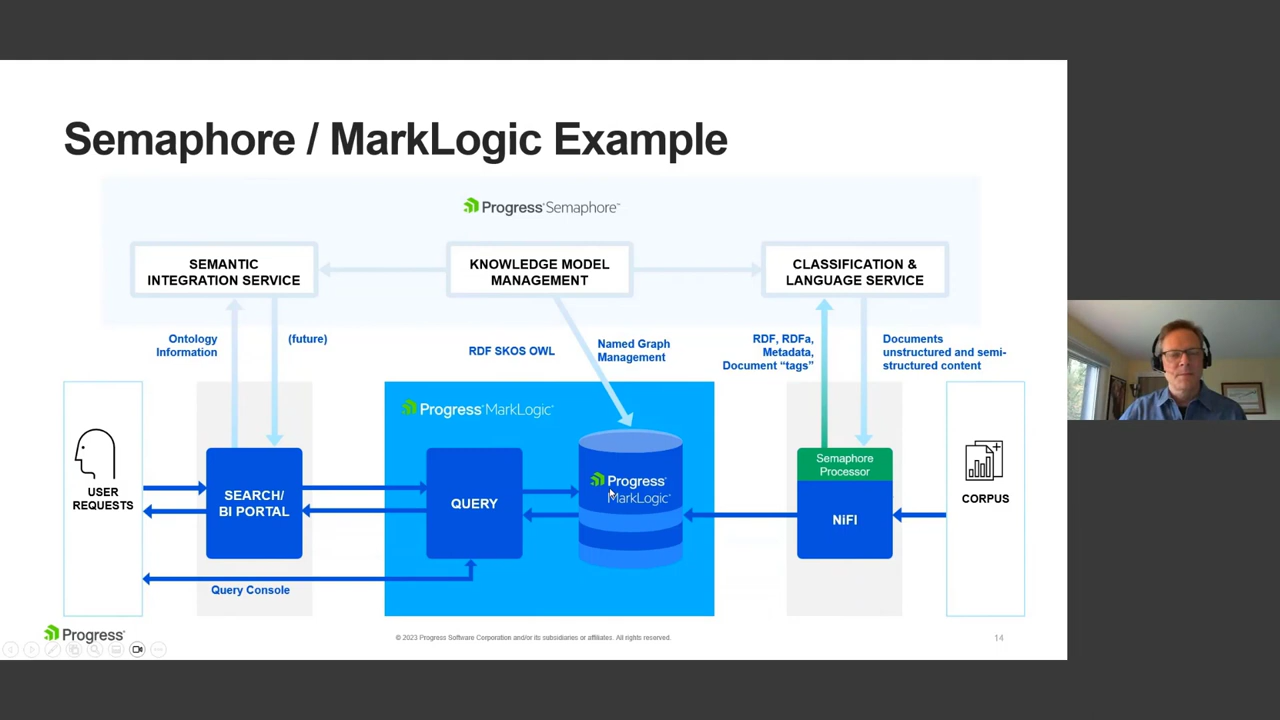 Semaphore / MarkLogic Example
Progress® Semaphore™
SEMANTIC
INTEGRATION SERVICE
KNOWLEDGE MODEL
MANAGEMENT
CLASSIFICATION &
LANGUAGE SERVICE
Ontology
Information
(future)
RDF SKOS OWL
Named Graph
Management
RDF, RDFa,
Metadata,
Document “tags”
Documents
unstructured and semi-
structured content
Progress® MarkLogic®
USER
REQUESTS
SEARCH/
BI PORTAL
QUERY
Progress®
MarkLogic®
Semaphore
Processor
NiFI
CORPUS
Query Console
Progress®
© 2023 Progress Software Corporation and/or its subsidiaries or affiliates. All rights reserved.
14